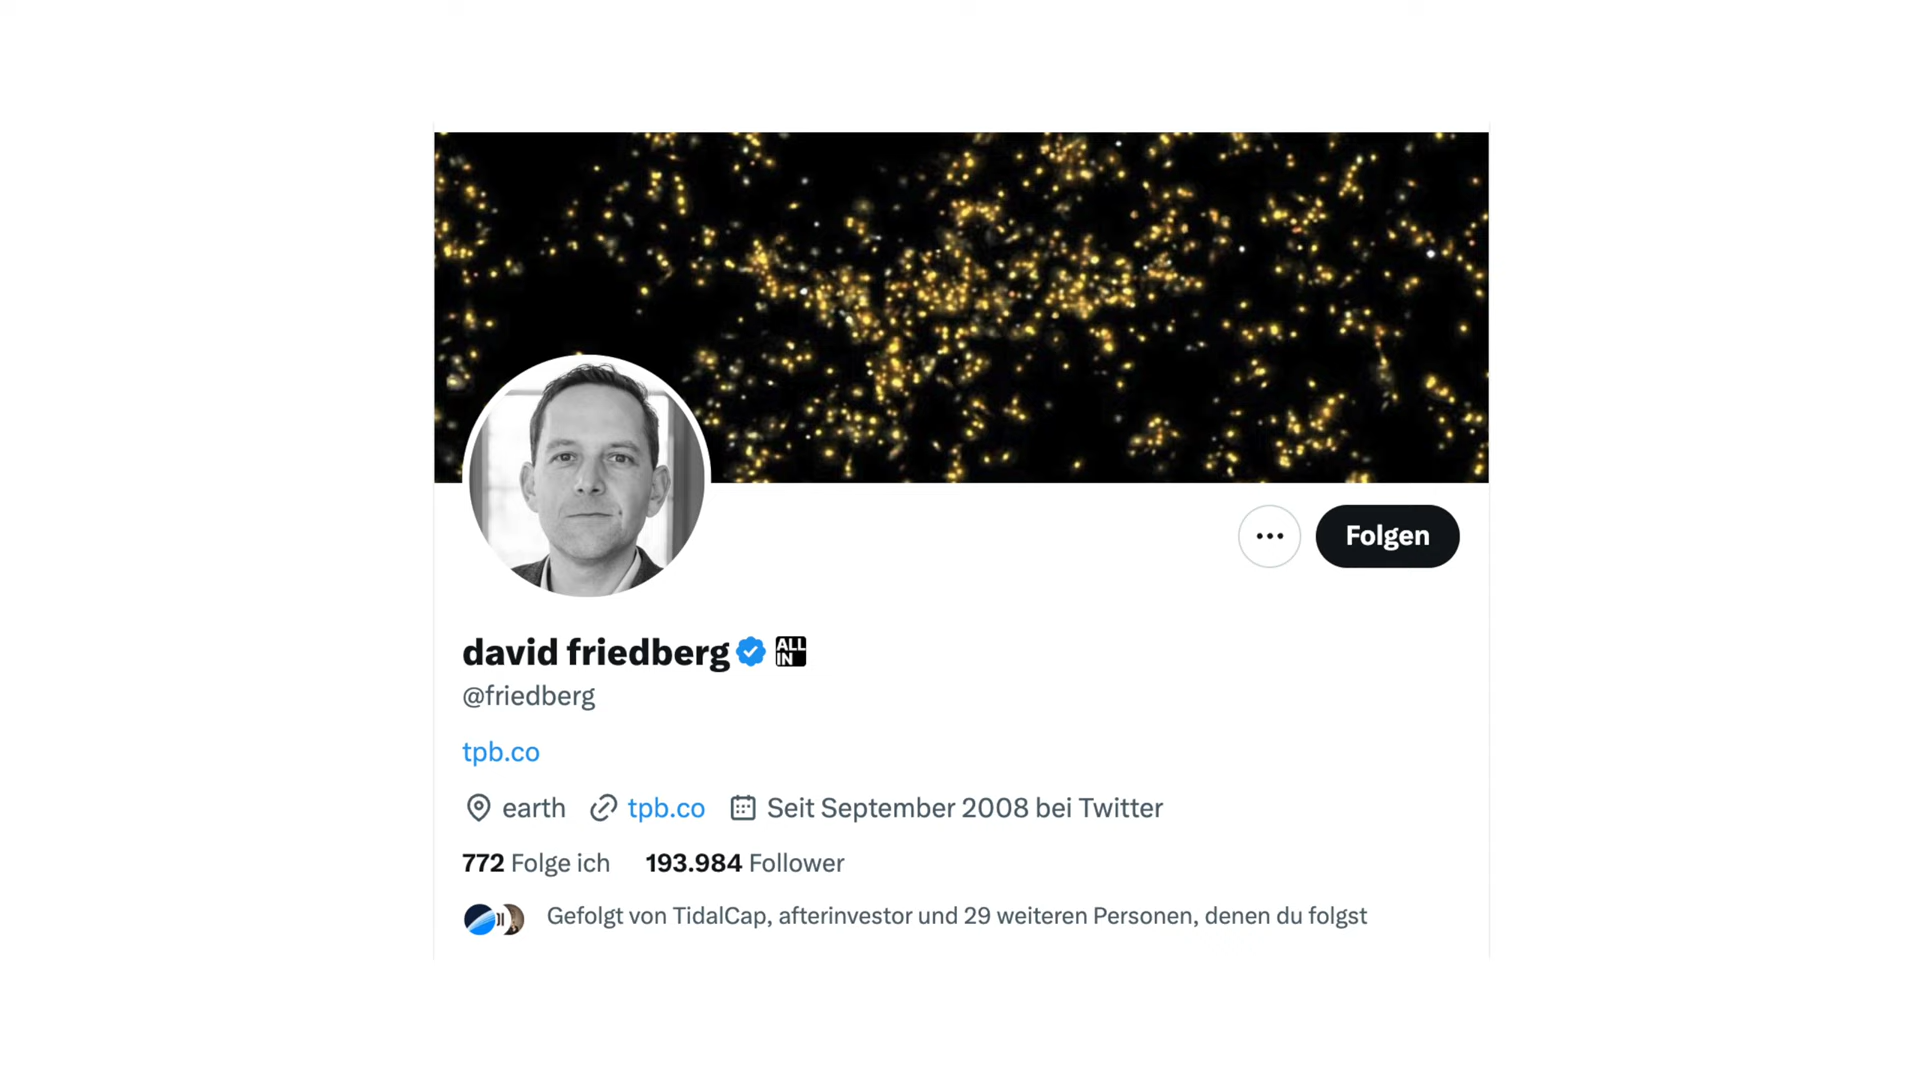 Folgen
david friedberg ALL IN
@friedberg
tpb.co
earth tpb.co Seit September 2008 bei Twitter
772 Folge ich 193.984 Follower
Gefolgt von TidalCap, afterinvestor und 29 weiteren Personen, denen du folgst